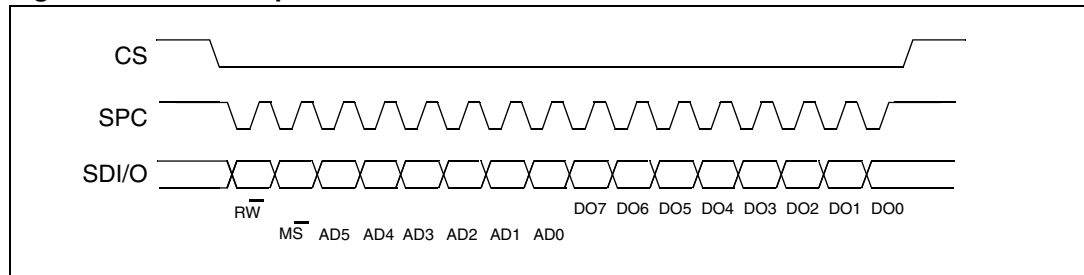 CS
SPC
SDI/O
RW̅ DO7 DO6 DO5 DO4 DO3 DO2 DO1 DO0
MS̅ AD5 AD4 AD3 AD2 AD1 AD0